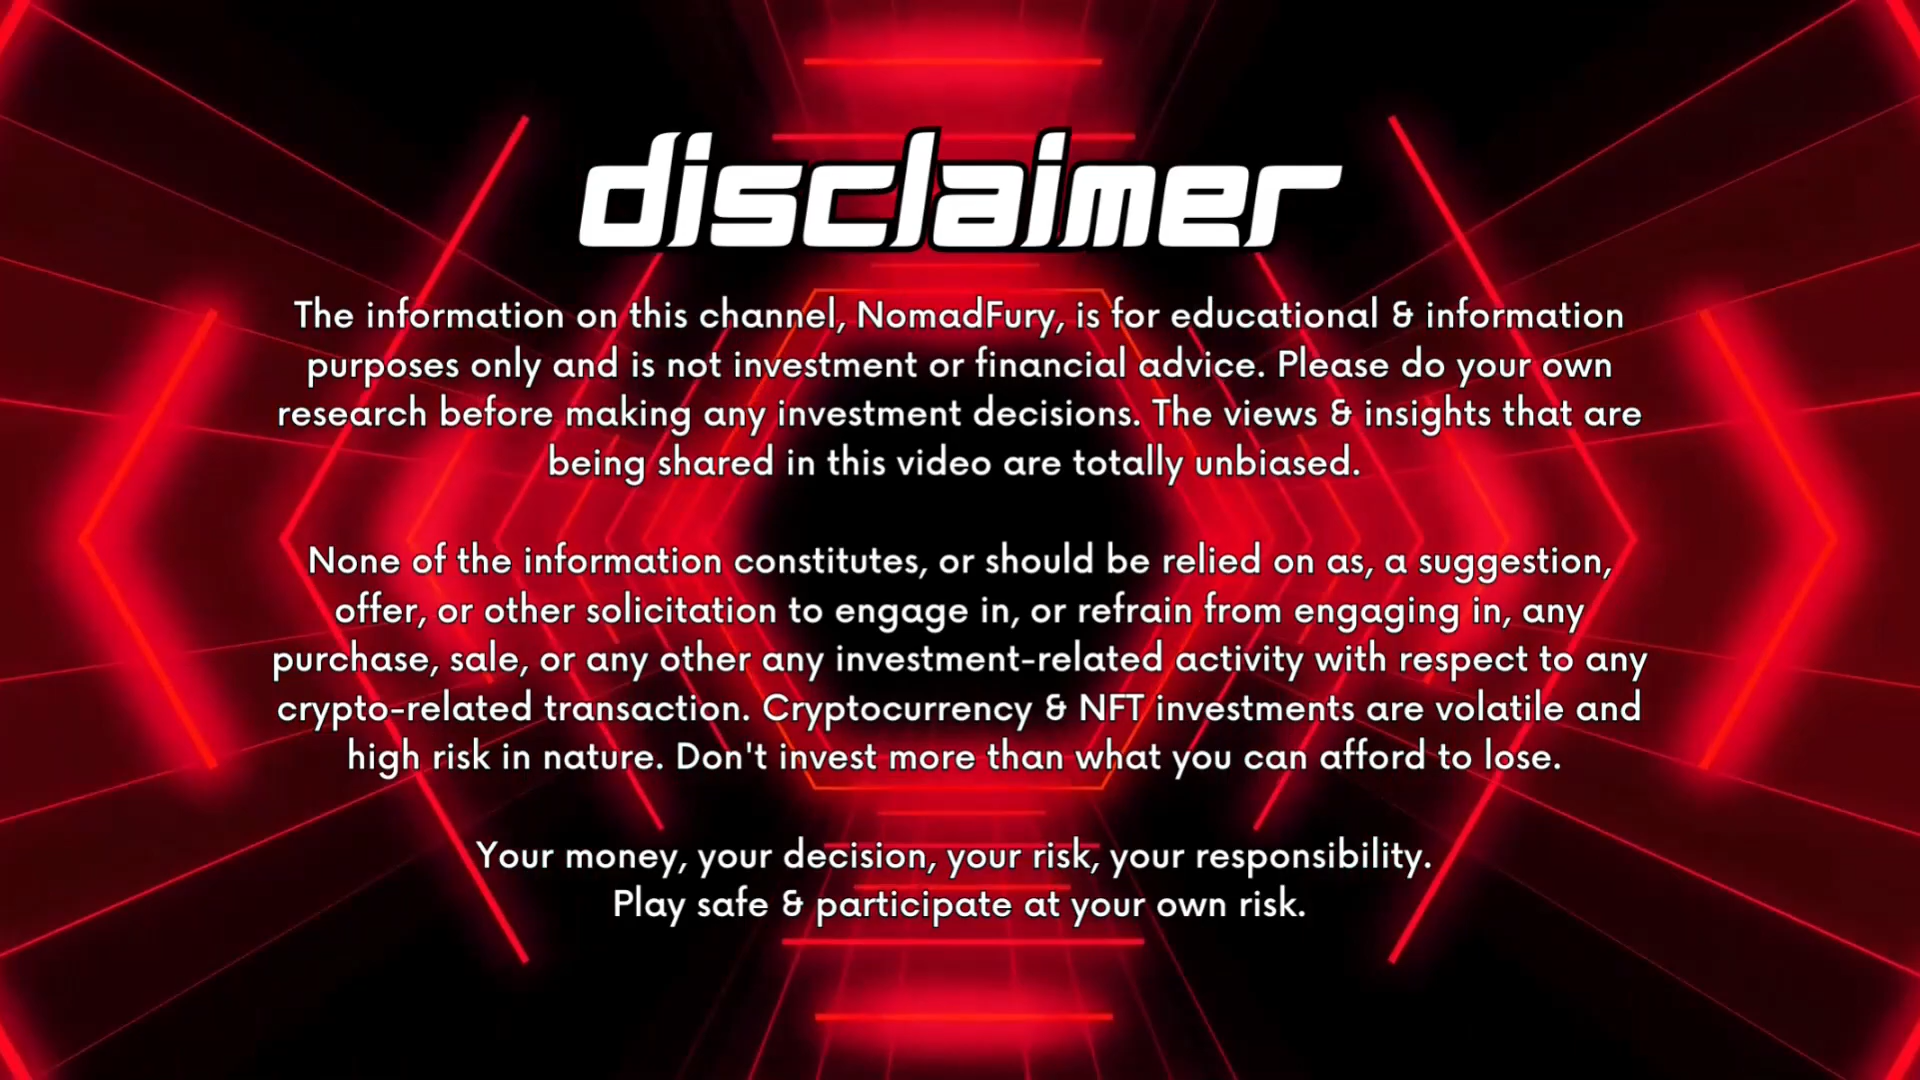 disclaimer
The information on this channel, NomadFury, is for educational & information
purposes only and is not investment or financial advice. Please do your own
research before making any investment decisions. The views & insights that are
being shared in this video are totally unbiased.
None of the information constitutes, or should be relied on as, a suggestion,
offer, or other solicitation to engage in, or refrain from engaging in, any
purchase, sale, or any other any investment-related activity with respect to any
crypto-related transaction. Cryptocurrency & NFT investments are volatile and
high risk in nature. Don't invest more than what you can afford to lose.
Your money, your decision, your risk, your responsibility.
Play safe & participate at your own risk.